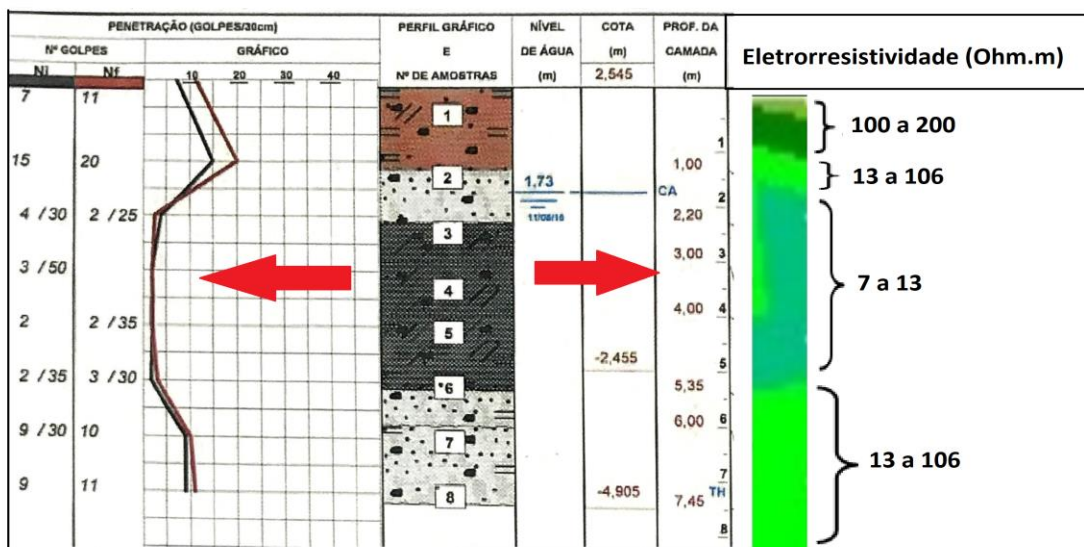 PENETRAÇÃO (GOLPES/30cm)
Nº GOLPES
GRÁFICO
Ni
Nf
10 20 30 40
PERFIL GRÁFICO
E
Nº DE AMOSTRAS
NÍVEL
DE ÁGUA
(m)
COTA
(m)
2,545
PROF. DA
CAMADA
(m)
Eletrorresistividade (Ohm.m)
7 11
15 20
4 /30 2 /25
3 /50
2 2 /35
2 /35 3 /30
9 /30 10
9 11
1
2
3
4
5
*6
7
8
1,73
11/08/16
CA
-2,455
-4,905
1,00
2,20
3,00
4,00
5,35
6,00
7,45
TH
1
2
3
4
5
6
7
8
100 a 200
13 a 106
7 a 13
13 a 106